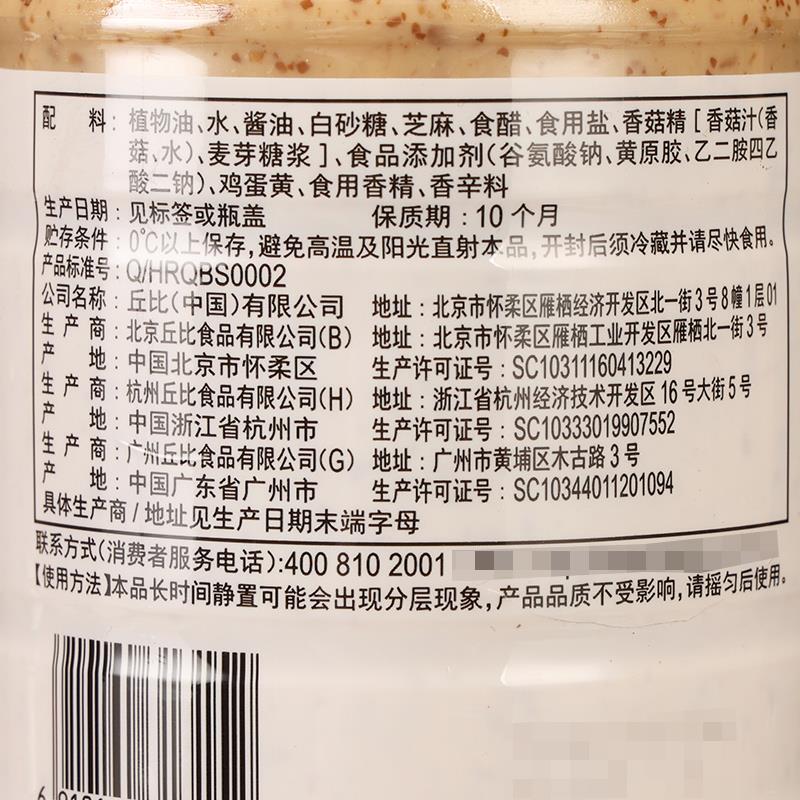 配 料：植物油、水、酱油、白砂糖、芝麻、食醋、食用盐、香菇精［香菇汁(香
菇、水)、麦芽糖浆］、食品添加剂(谷氨酸钠、黄原胶、乙二胺四乙
酸二钠)、鸡蛋黄、食用香精、香辛料
生产日期：见标签或瓶盖 保质期：10个月
贮存条件：0℃以上保存,避免高温及阳光直射本品,开封后须冷藏并请尽快食用。
产品标准号：Q/HRQBS0002
公司名称：丘比(中国)有限公司 地址：北京市怀柔区雁栖经济开发区北一街3号8幢1层01
生产商：北京丘比食品有限公司(B) 地址：北京市怀柔区雁栖工业开发区雁栖北一街3号
产 地：中国北京市怀柔区 生产许可证号：SC10311160413229
生产商：杭州丘比食品有限公司(H) 地址：浙江省杭州经济技术开发区16号大街5号
产 地：中国浙江省杭州市 生产许可证号：SC10333019907552
生产商：广州丘比食品有限公司(G) 地址：广州市黄埔区木古路3号
产 地：中国广东省广州市 生产许可证号：SC10344011201094
具体生产商/地址见生产日期末端字母
联系方式(消费者服务电话):400 810 2001
【使用方法】本品长时间静置可能会出现分层现象,产品品质不受影响,请摇匀后使用。